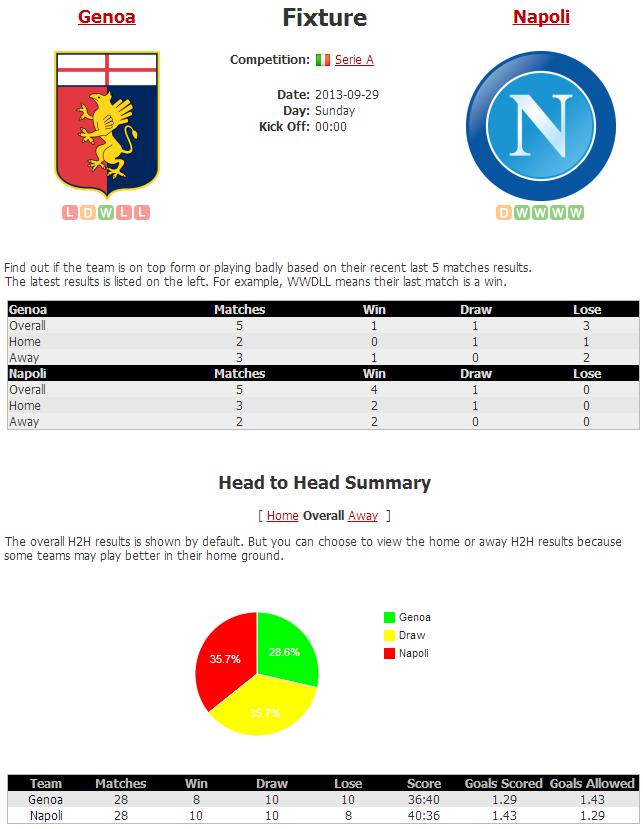 Genoa Fixture Napoli
Competition: Serie A
Date: 2013-09-29
Day: Sunday
Kick Off: 00:00
N
L D W L L D W W W W
Find out if the team is on top form or playing badly based on their recent last 5 matches results.
The latest results is listed on the left. For example, WWDLL means their last match is a win.
Genoa Matches Win Draw Lose
Overall 5 1 1 3
Home 2 0 1 1
Away 3 1 0 2
Napoli Matches Win Draw Lose
Overall 5 4 1 0
Home 3 2 1 0
Away 2 2 0 0
Head to Head Summary
[ Home Overall Away ]
The overall H2H results is shown by default. But you can choose to view the home or away H2H results because
some teams may play better in their home ground.
Genoa
Draw
Napoli
28.6%
35.7%
35.7%
Team Matches Win Draw Lose Score Goals Scored Goals Allowed
Genoa 28 8 10 10 36:40 1.29 1.43
Napoli 28 10 10 8 40:36 1.43 1.29